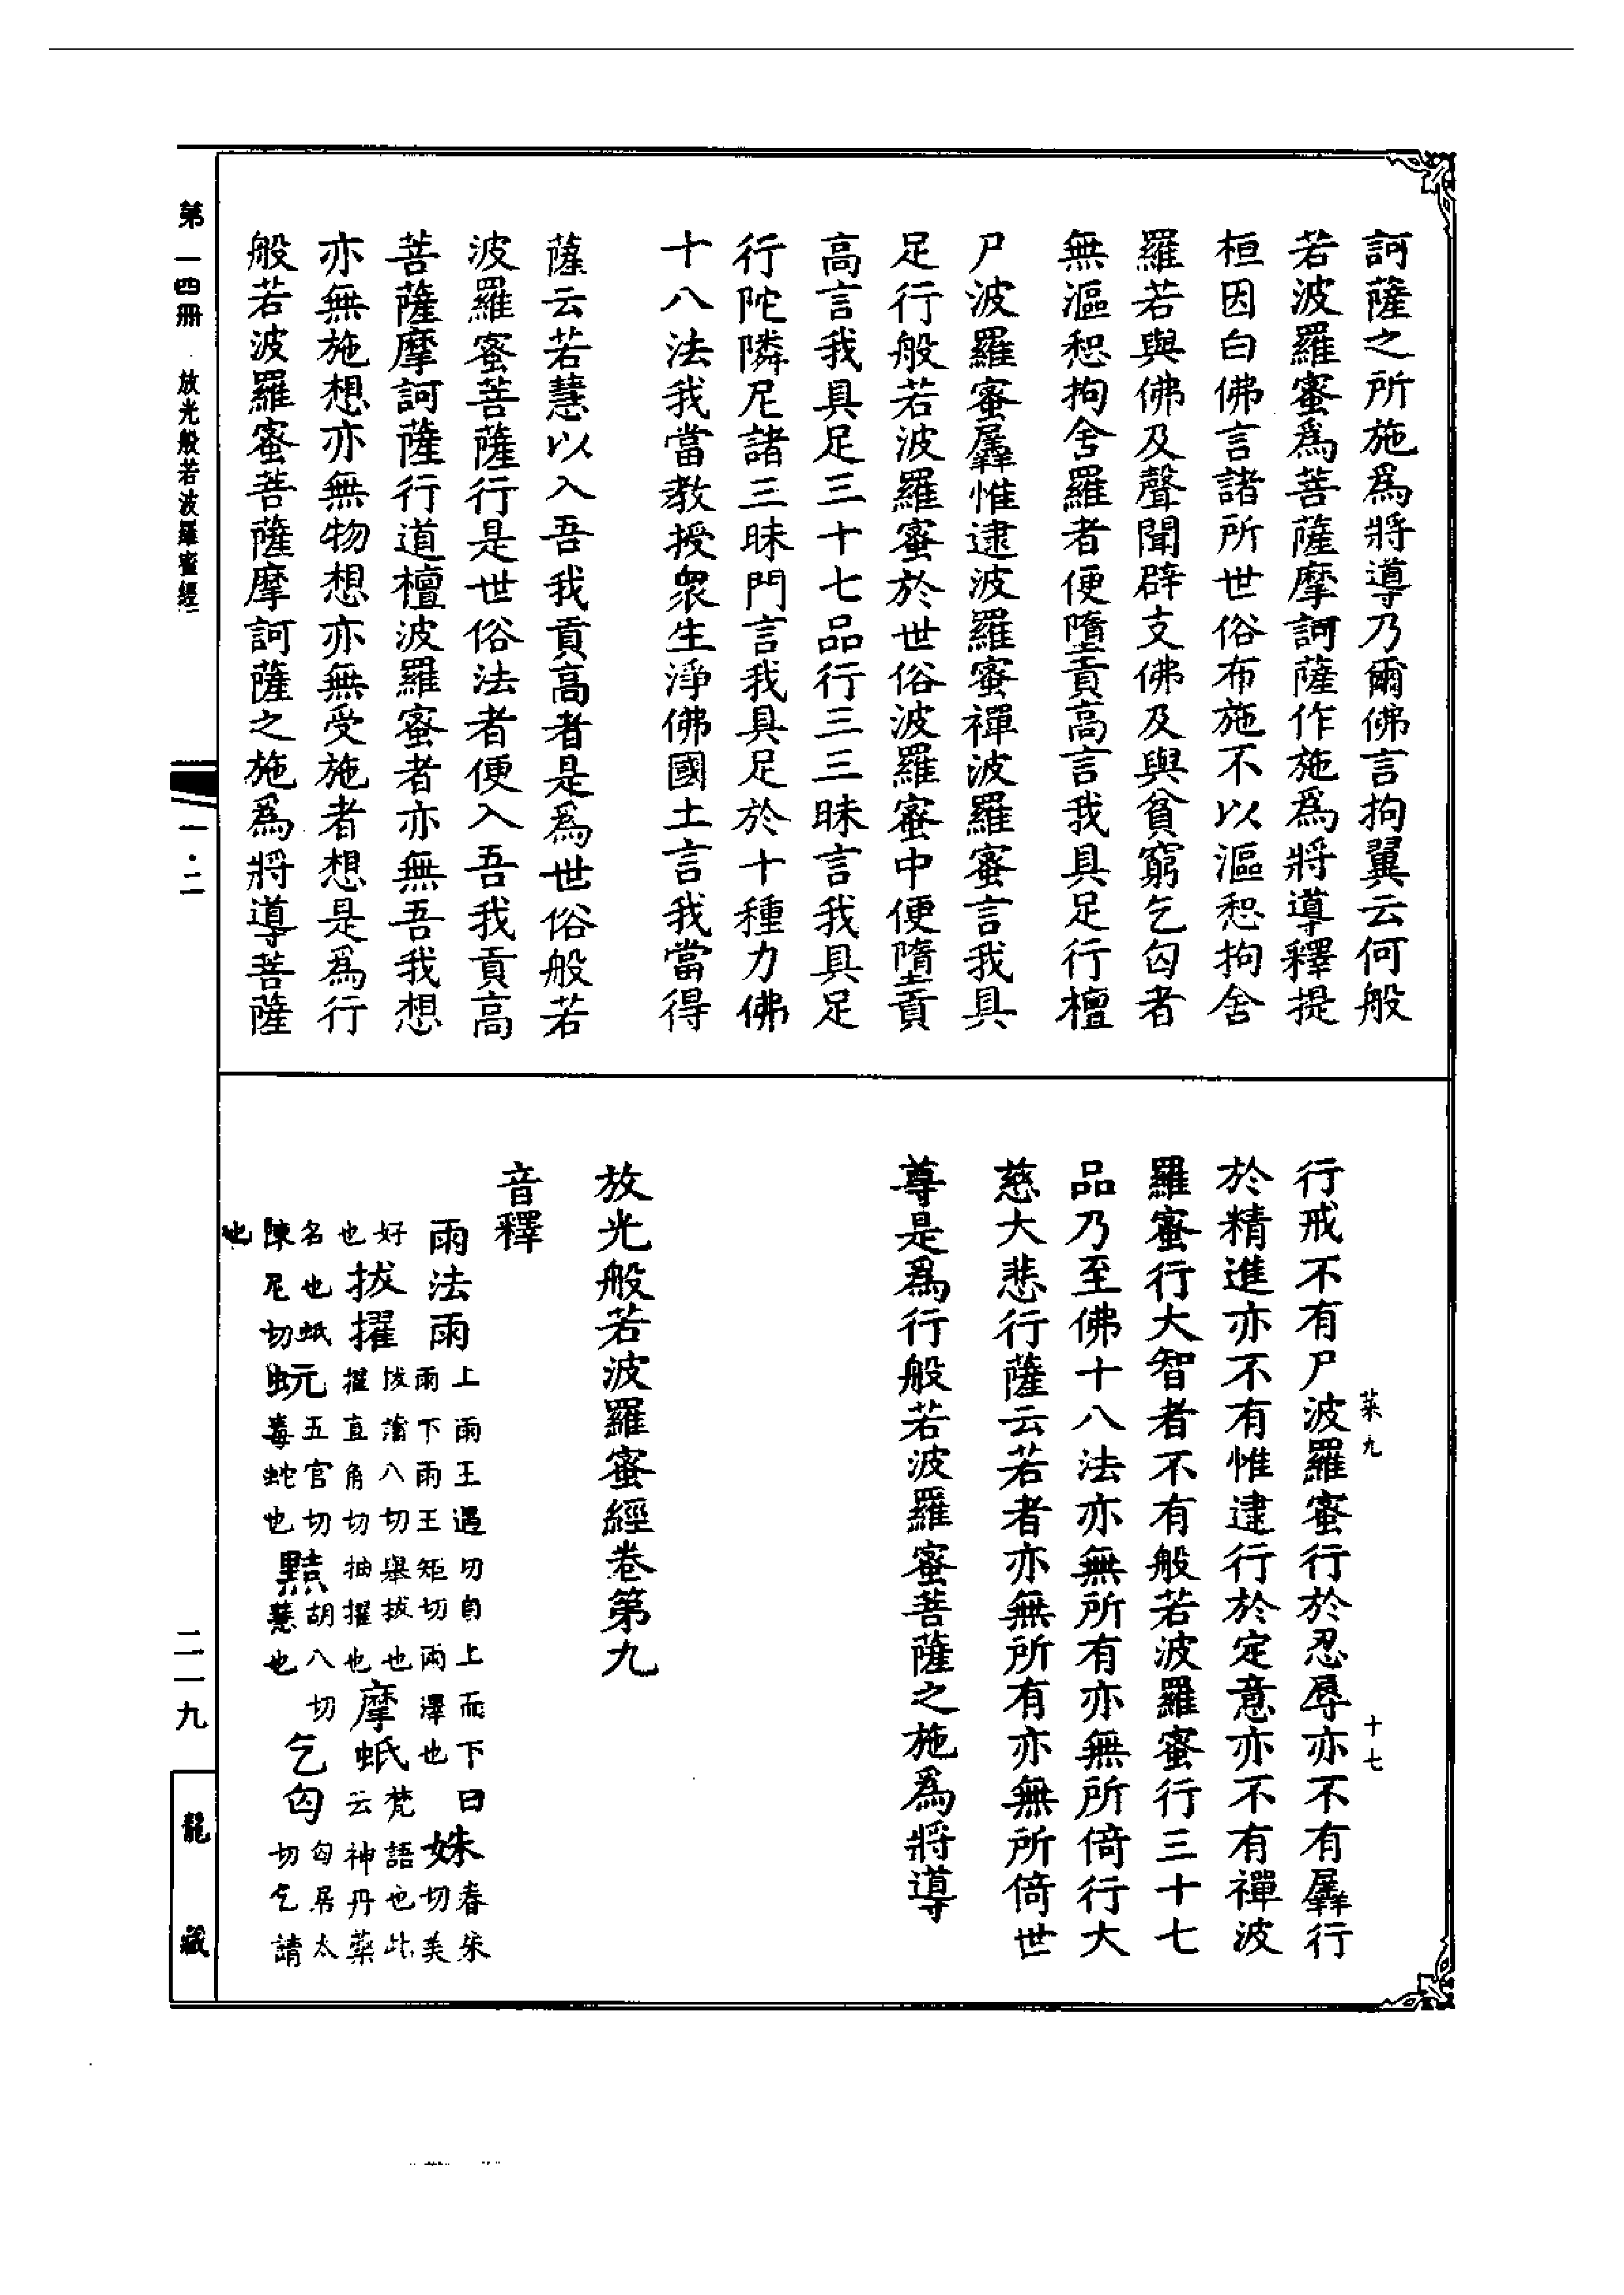 訶薩之所施爲將導乃爾佛言拘翼云何般
若波羅蜜爲菩薩摩訶薩作施爲將導釋提
桓因白佛言諸所世俗布施不以漚惒拘舍
羅若與佛及聲聞辟支佛及與貧窮乞匃者
無漚惒拘舍羅者便墮貢高言我具足行檀
尸波羅蜜羼惟逮波羅蜜禪波羅蜜言我具
足行般若波羅蜜於世俗波羅蜜中便墮貢
高言我具足三十七品行三三昧言我具足
行陀隣尼諸三昧門言我具足於十種力佛
十八法我當教授衆生淨佛國土言我當得
薩云若慧以入吾我貢高者是爲世俗般若
波羅蜜菩薩行是世俗法者便入吾我貢高
菩薩摩訶薩行道檀波羅蜜者亦無吾我想
亦無施想亦無物想亦無受施者想是爲行
般若波羅蜜菩薩摩訶薩之施爲將導菩薩
行戒不有尸波羅蜜行於忍辱亦不有羼行
於精進亦不有惟逮行於定意亦不有禪波
羅蜜行大智者不有般若波羅蜜行三十七
品乃至佛十八法亦無所有亦無所倚行大
慈大悲行薩云若者亦無所有亦無所倚世
尊是爲行般若波羅蜜菩薩之施爲將導
菜九
十七
放光般若波羅蜜經卷第九
音釋
雨法雨 上雨王遇切自上而下曰雨下雨王矩切雨澤也 姝 春朱切美好也
拔擢 拔蒲八切舉拔也擢直角切抽擢也 摩蚔 梵語也此云神丹藥名也蚔陳尼切
蚖 五官切毒蛇也 黠 胡八切慧也 乞匃 匃居太切乞請也
第一四冊 放光般若波羅蜜經
一·二
二一九
龍藏